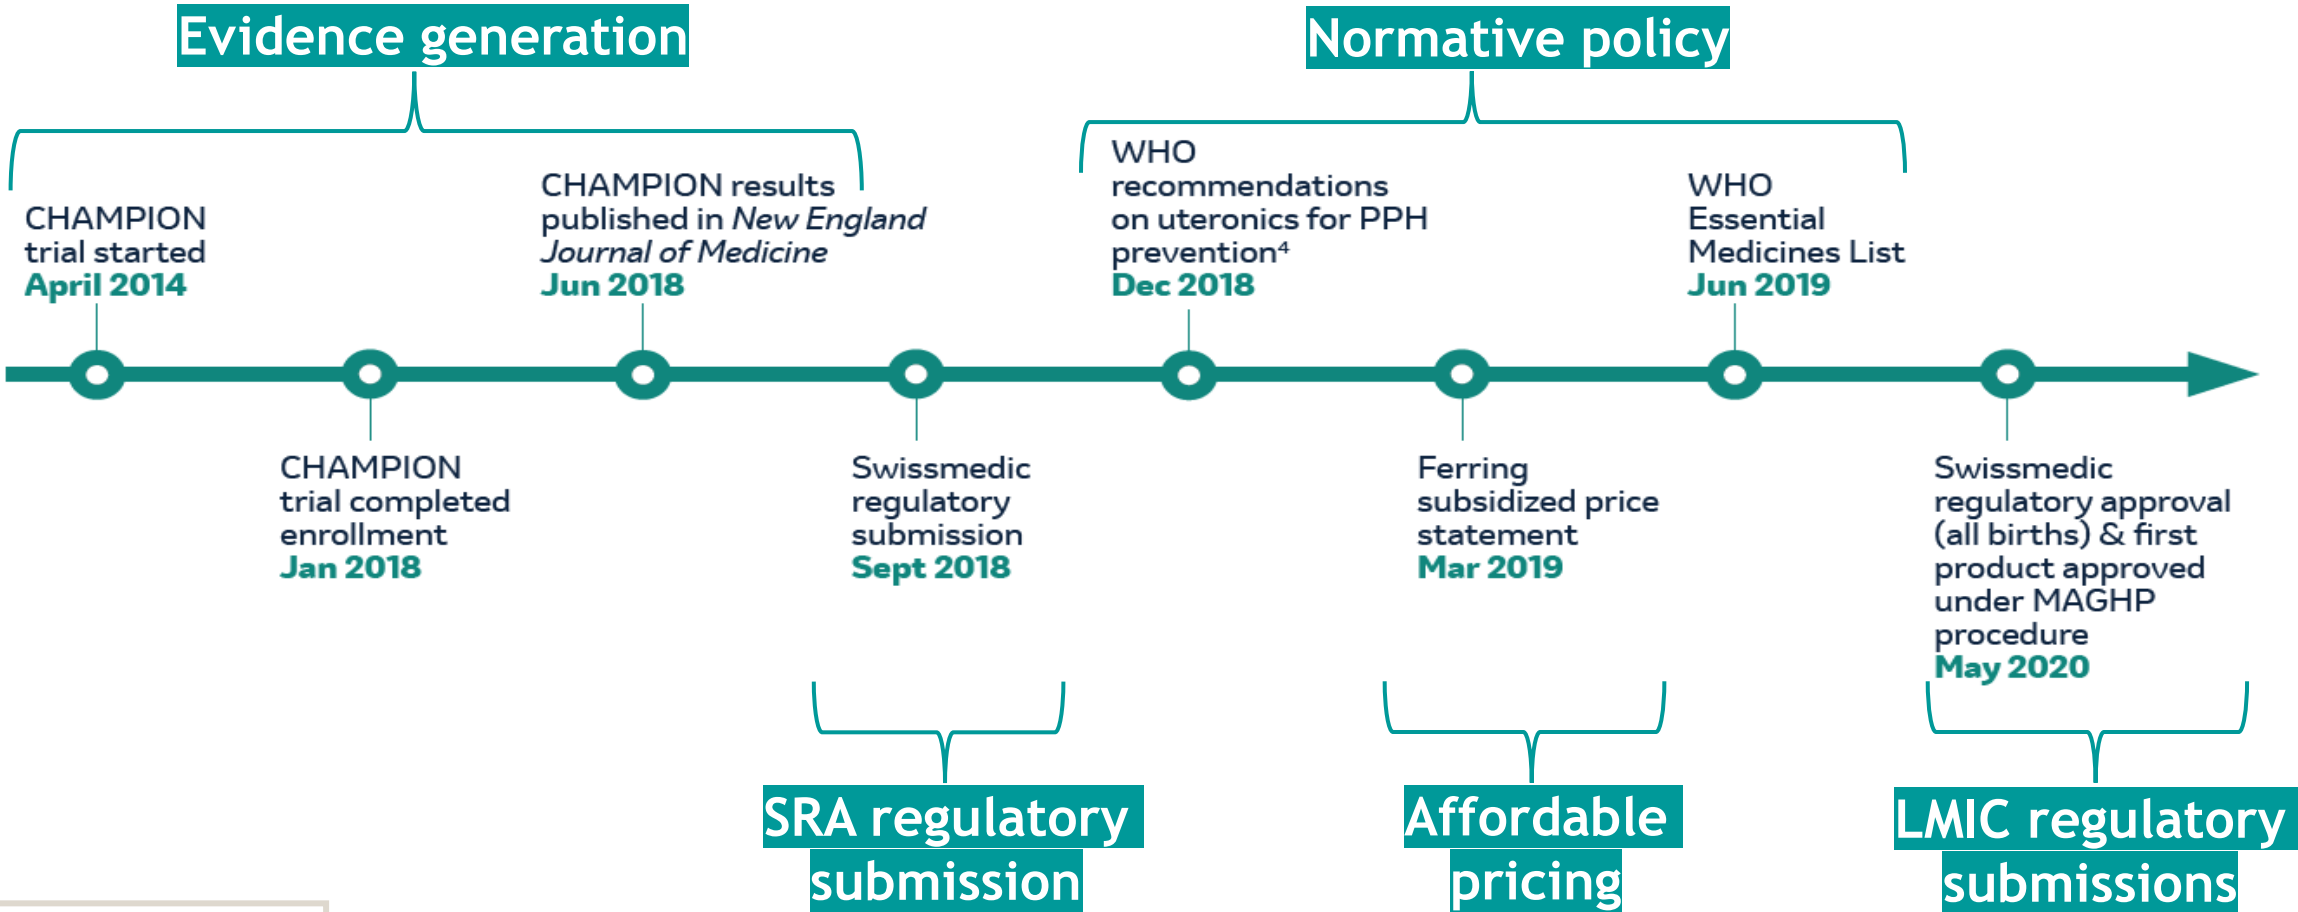 Evidence generation
Normative policy
CHAMPION
trial started
April 2014
CHAMPION results
published in New England
Journal of Medicine
Jun 2018
WHO
recommendations
on uteronics for PPH
prevention⁴
Dec 2018
WHO
Essential
Medicines List
Jun 2019
CHAMPION
trial completed
enrollment
Jan 2018
Swissmedic
regulatory
submission
Sept 2018
Ferring
subsidized price
statement
Mar 2019
Swissmedic
regulatory approval
(all births) & first
product approved
under MAGHP
procedure
May 2020
SRA regulatory
submission
Affordable
pricing
LMIC regulatory
submissions